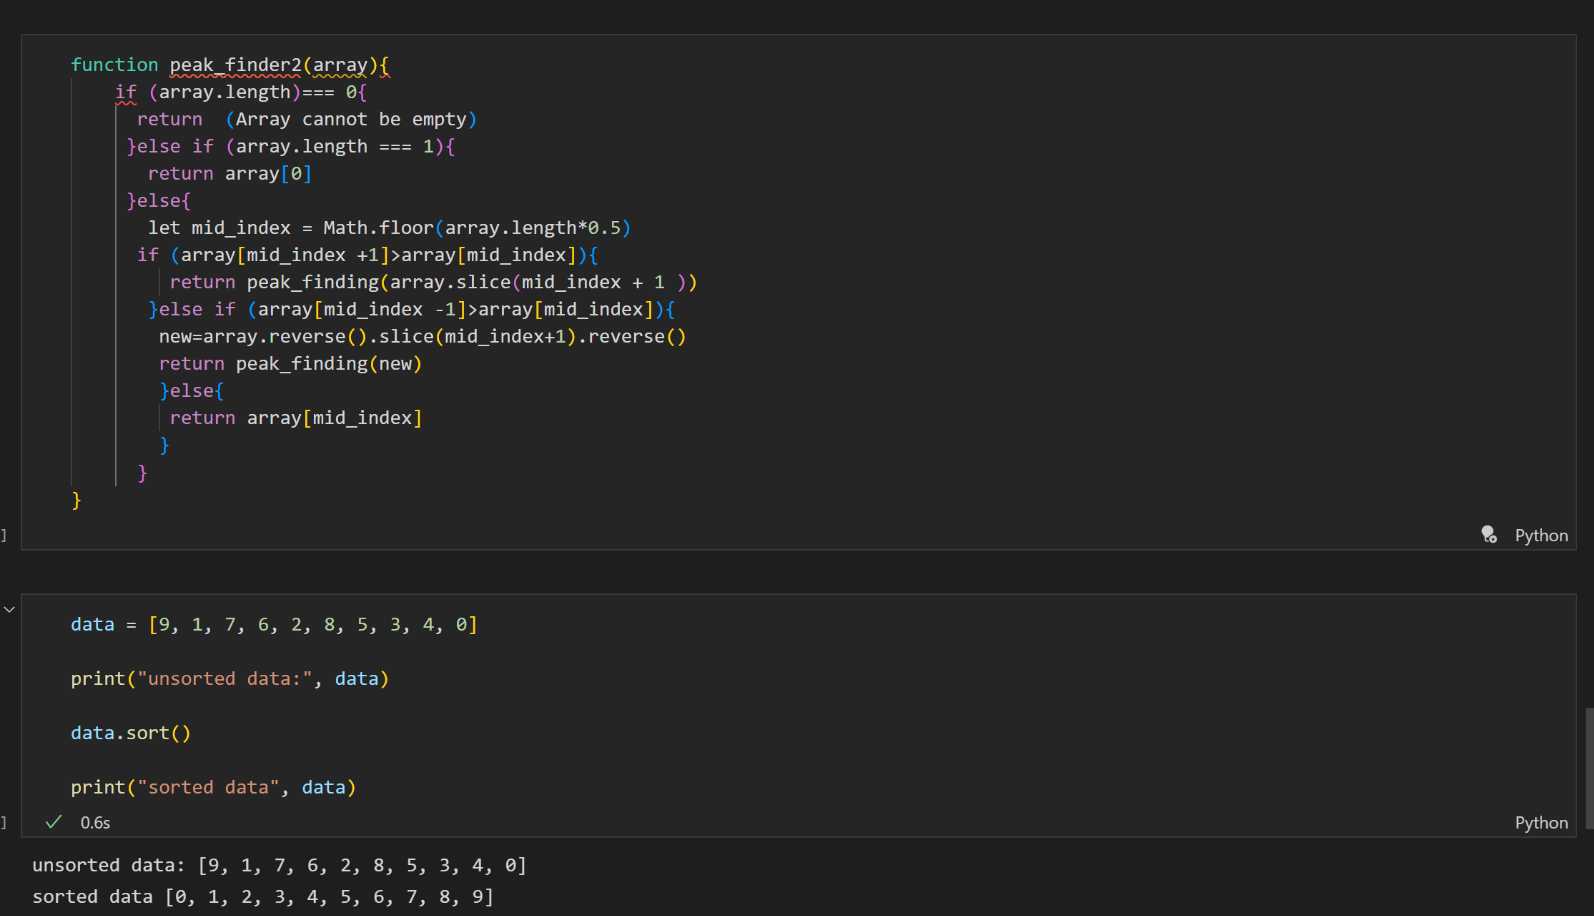 function peak_finder2(array){
if (array.length)=== 0{
return  (Array cannot be empty)
}else if (array.length === 1){
return array[0]
}else{
let mid_index = Math.floor(array.length*0.5)
if (array[mid_index +1]>array[mid_index]){
return peak_finding(array.slice(mid_index + 1 ))
}else if (array[mid_index -1]>array[mid_index]){
new=array.reverse().slice(mid_index+1).reverse()
return peak_finding(new)
}else{
return array[mid_index]
}
}
}
]
Python
data = [9, 1, 7, 6, 2, 8, 5, 3, 4, 0]
print("unsorted data:", data)
data.sort()
print("sorted data", data)
] ✓ 0.6s
Python
unsorted data: [9, 1, 7, 6, 2, 8, 5, 3, 4, 0]
sorted data [0, 1, 2, 3, 4, 5, 6, 7, 8, 9]